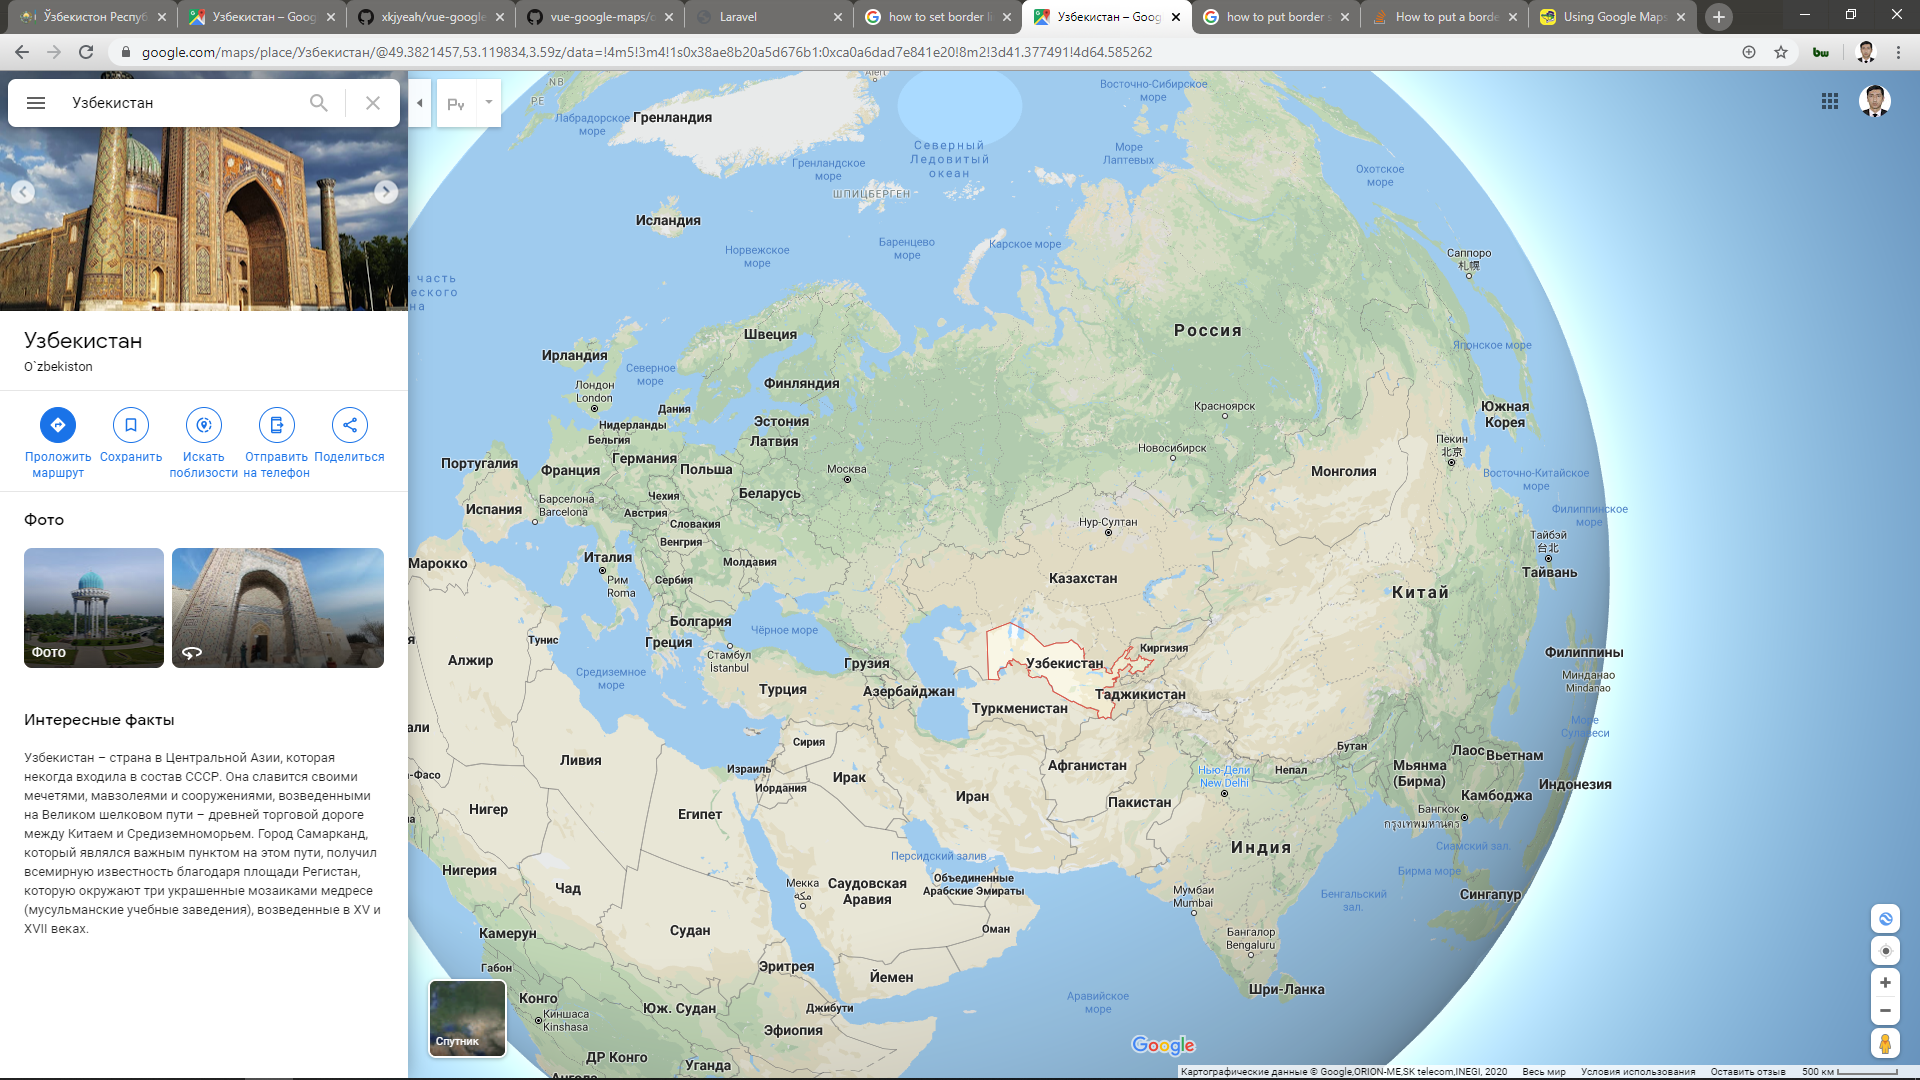 Ўзбекистон Респуб
Узбекистан – Goog
xkjyeah/vue-google
vue-google-maps/c
Laravel
how to set border li
Узбекистан – Goog
how to put border s
How to put a borde
Using Google Maps
google.com/maps/place/Узбекистан/@49.3821457,53.119834,3.59z/data=!4m5!3m4!1s0x38ae8b20a5d676b1:0xca0a6dad7e841e20!8m2!3d41.377491!4d64.585262
bw
Узбекистан
Ру
Узбекистан
O`zbekiston
Проложить маршрут
Сохранить
Искать поблизости
Отправить на телефон
Поделиться
Фото
Фото
Интересные факты
Узбекистан – страна в Центральной Азии, которая
некогда входила в состав СССР. Она славится своими
мечетями, мавзолеями и сооружениями, возведенными
на Великом шелковом пути – древней торговой дороге
между Китаем и Средиземноморьем. Город Самарканд,
который являлся важным пунктом на этом пути, получил
всемирную известность благодаря площади Регистан,
которую окружают три украшенные мозаиками медресе
(мусульманские учебные заведения), возведенные в XV и
XVII веках.
NB
PE
Alert
Лабрадорское
море
Гренландия
Гренландское
море
Северный
Ледовитый
океан
Восточно-Сибирское
море
Море
Лаптевых
Охотское
море
ШПИЦБЕРГЕН
Исландия
Норвежское
море
Баренцево
море
Карское море
Саппоро
札幌
я часть
еского
на
Россия
Швеция
Ирландия
Северное
море
Финляндия
Лондон
London
Дания
Эстония
Латвия
Нидерланды
Бельгия
Красноярск
Японское море
Южная
Корея
Пекин
北京
Новосибирск
Португалия
Франция
Германия
Польша
Москва
Монголия
Восточно-Китайское
море
Барселона
Barcelona
Чехия
Беларусь
Испания
Австрия
Словакия
Нур-Султан
Филиппинское
море
Венгрия
Тайбэй
台北
Марокко
Италия
Молдавия
Рим
Roma
Сербия
Казахстан
Тайвань
Китай
Болгария
Чёрное море
Тунис
Греция
Стамбул
İstanbul
Грузия
Узбекистан
Киргизия
Филиппины
я
Алжир
Средиземное
море
Турция
Азербайджан
Таджикистан
Минданао
Mindanao
Туркменистан
Море
Сулавеси
али
Сирия
Бутан
Лаос
Вьетнам
Ливия
Израиль
Ирак
Афганистан
Нью-Дели
New Delhi
Непал
Мьянма
(Бирма)
-Фасо
Иордания
Иран
Пакистан
Камбоджа
Индонезия
Нигер
Египет
Бангкок
กรุงเทพมหานคร
на
Персидский залив
Индия
Сиамский зал.
Нигерия
Чад
Мекка
مكة
Саудовская
Аравия
Объединенные
Арабские Эмираты
Мумбаи
Mumbai
Бенгальский
зал.
Бирма море
Сингапур
Камерун
Судан
Оман
Бангалор
Bengaluru
Габон
Эритрея
Йемен
Шри-Ланка
Конго
Киншаса
Kinshasa
Юж. Судан
Джибути
Аравийское
море
Эфиопия
Спутник
ДР Конго
Уганда
Ангола
Google
Картографические данные © Google,ORION-ME,SK telecom,INEGI, 2020
Весь мир
Условия использования
Оставить отзыв
500 км